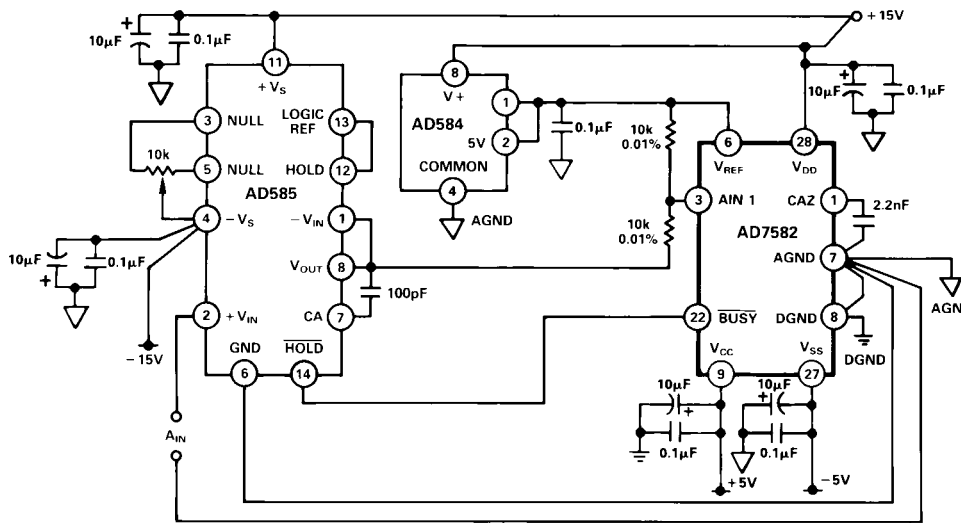 +15V
+
10µF
0.1µF
11
+VS
8
V+
+
10µF
0.1µF
3
NULL
LOGIC
REF
13
AD584
1
5V
2
0.1µF
10k
0.01%
6
VREF
28
VDD
10k
5
NULL
HOLD
12
AD585
COMMON
4
AGND
3
AIN 1
CAZ
1
2.2nF
4
−VS
−VIN
1
10k
0.01%
AD7582
10µF
+
0.1µF
VOUT
8
AGND
7
100pF
2
+VIN
CA
7
22
BUSY
DGND
8
AGN
−15V
GND
HOLD
6
14
VCC
VSS
DGND
9
27
10µF
+
10µF
+
AIN
0.1µF
0.1µF
+5V
−5V